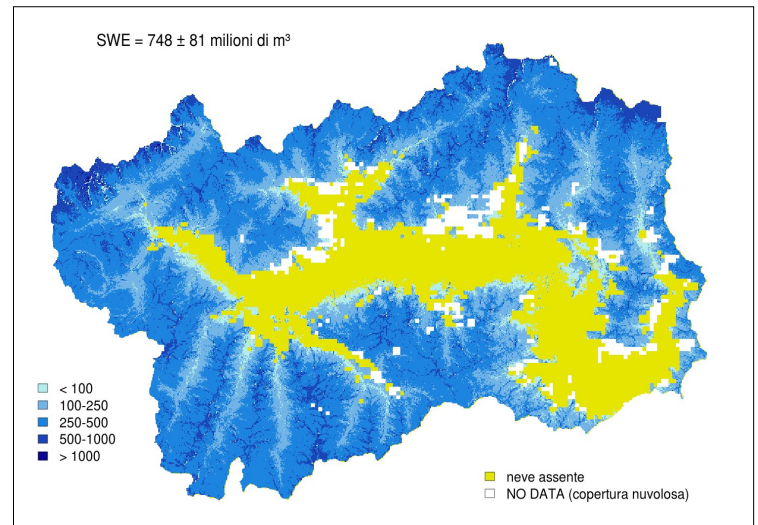 SWE = 748 ± 81 milioni di m³
< 100
100-250
250-500
500-1000
> 1000
neve assente
NO DATA (copertura nuvolosa)